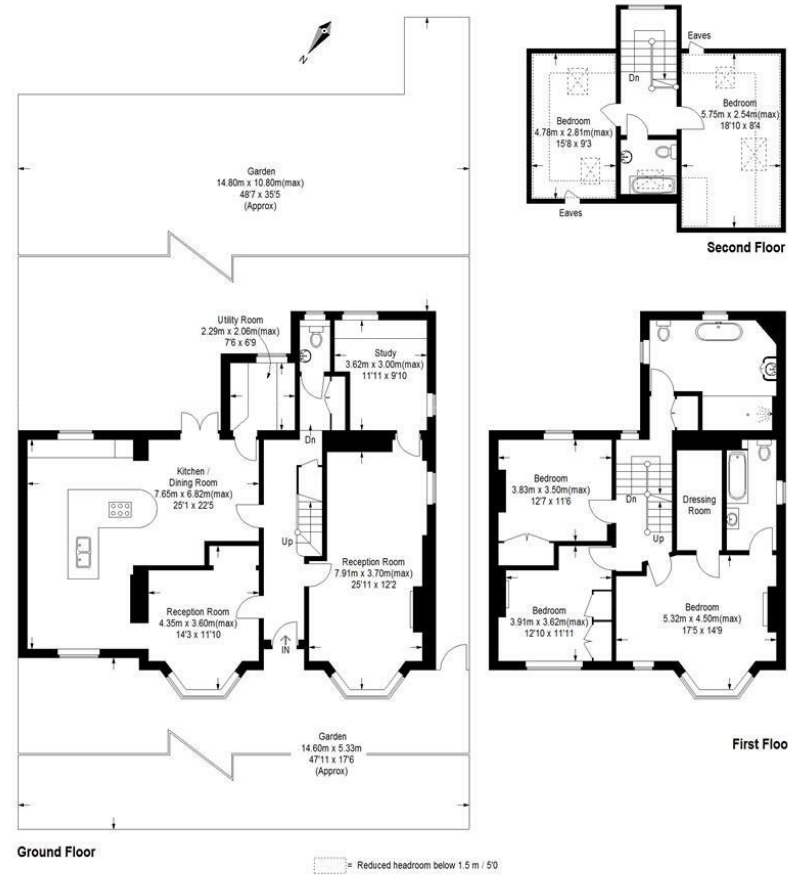 N
Garden
14.80m x 10.80m(max)
48'7 x 35'5
(Approx)
Eaves
Dn
Bedroom
4.78m x 2.81m(max)
15'8 x 9'3
Bedroom
5.75m x 2.54m(max)
18'10 x 8'4
Eaves
Second Floor
Utility Room
2.29m x 2.06m(max)
7'6 x 6'9
Study
3.62m x 3.00m(max)
11'11 x 9'10
Dn
Kitchen /
Dining Room
7.65m x 6.82m(max)
25'1 x 22'5
Up
Reception Room
7.91m x 3.70m(max)
25'11 x 12'2
Reception Room
4.35m x 3.60m(max)
14'3 x 11'10
IN
Garden
14.60m x 5.33m
47'11 x 17'6
(Approx)
Ground Floor
Bedroom
3.83m x 3.50m(max)
12'7 x 11'6
Dn
Up
Dressing
Room
Bedroom
3.91m x 3.62m(max)
12'10 x 11'11
Bedroom
5.32m x 4.50m(max)
17'5 x 14'9
First Floo
= Reduced headroom below 1.5 m / 5'0